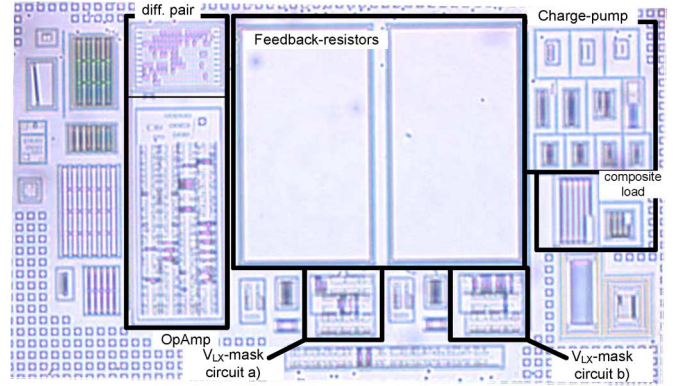 diff. pair
Feedback-resistors
Charge-pump
composite
load
OpAmp
VLX-mask
circuit a)
VLX-mask
circuit b)